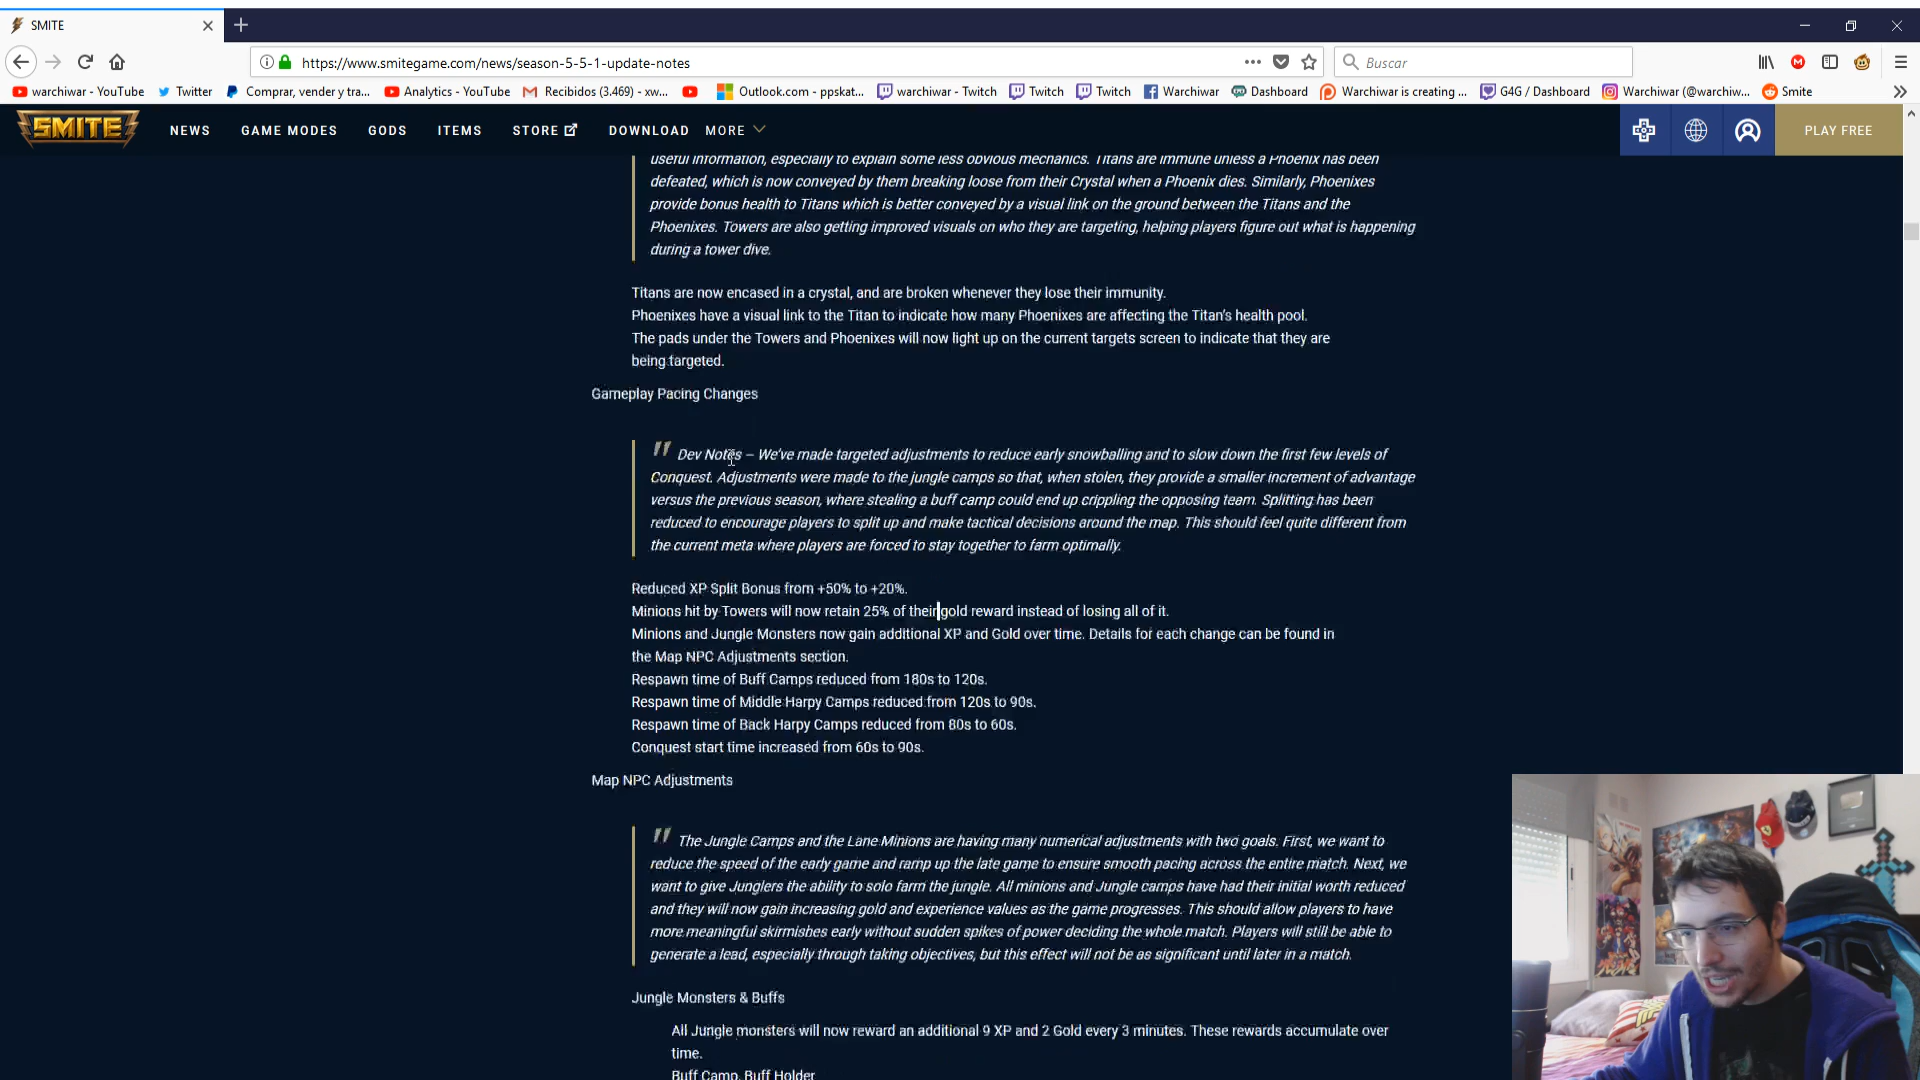 SMITE
https://www.smitegame.com/news/season-5-5-1-update-notes
Buscar
warchiwar - YouTube
Twitter
Comprar, vender y tra...
Analytics - YouTube
Recibidos (3.469) - xw...
Outlook.com - ppskat...
warchiwar - Twitch
Twitch
Twitch
Warchiwar
Dashboard
Warchiwar is creating ...
G4G / Dashboard
Warchiwar (@warchiw...
Smite
SMITE
NEWS
GAME MODES
GODS
ITEMS
STORE
DOWNLOAD
MORE
PLAY FREE
useful information, especially to explain some less obvious mechanics. Titans are immune unless a Phoenix has been
defeated, which is now conveyed by them breaking loose from their Crystal when a Phoenix dies. Similarly, Phoenixes
provide bonus health to Titans which is better conveyed by a visual link on the ground between the Titans and the
Phoenixes. Towers are also getting improved visuals on who they are targeting, helping players figure out what is happening
during a tower dive.
Titans are now encased in a crystal, and are broken whenever they lose their immunity.
Phoenixes have a visual link to the Titan to indicate how many Phoenixes are affecting the Titan's health pool.
The pads under the Towers and Phoenixes will now light up on the current targets screen to indicate that they are
being targeted.
Gameplay Pacing Changes
" Dev Notes – We've made targeted adjustments to reduce early snowballing and to slow down the first few levels of
Conquest. Adjustments were made to the jungle camps so that, when stolen, they provide a smaller increment of advantage
versus the previous season, where stealing a buff camp could end up crippling the opposing team. Splitting has been
reduced to encourage players to split up and make tactical decisions around the map. This should feel quite different from
the current meta where players are forced to stay together to farm optimally.
Reduced XP Split Bonus from +50% to +20%.
Minions hit by Towers will now retain 25% of their gold reward instead of losing all of it.
Minions and Jungle Monsters now gain additional XP and Gold over time. Details for each change can be found in
the Map NPC Adjustments section.
Respawn time of Buff Camps reduced from 180s to 120s.
Respawn time of Middle Harpy Camps reduced from 120s to 90s.
Respawn time of Back Harpy Camps reduced from 80s to 60s.
Conquest start time increased from 60s to 90s.
Map NPC Adjustments
" The Jungle Camps and the Lane Minions are having many numerical adjustments with two goals. First, we want to
reduce the speed of the early game and ramp up the late game to ensure smooth pacing across the entire match. Next, we
want to give Junglers the ability to solo farm the jungle. All minions and Jungle camps have had their initial worth reduced
and they will now gain increasing gold and experience values as the game progresses. This should allow players to have
more meaningful skirmishes early without sudden spikes of power deciding the whole match. Players will still be able to
generate a lead, especially through taking objectives, but this effect will not be as significant until later in a match.
Jungle Monsters & Buffs
All Jungle monsters will now reward an additional 9 XP and 2 Gold every 3 minutes. These rewards accumulate over
time.
Buff Camp, Buff Holder